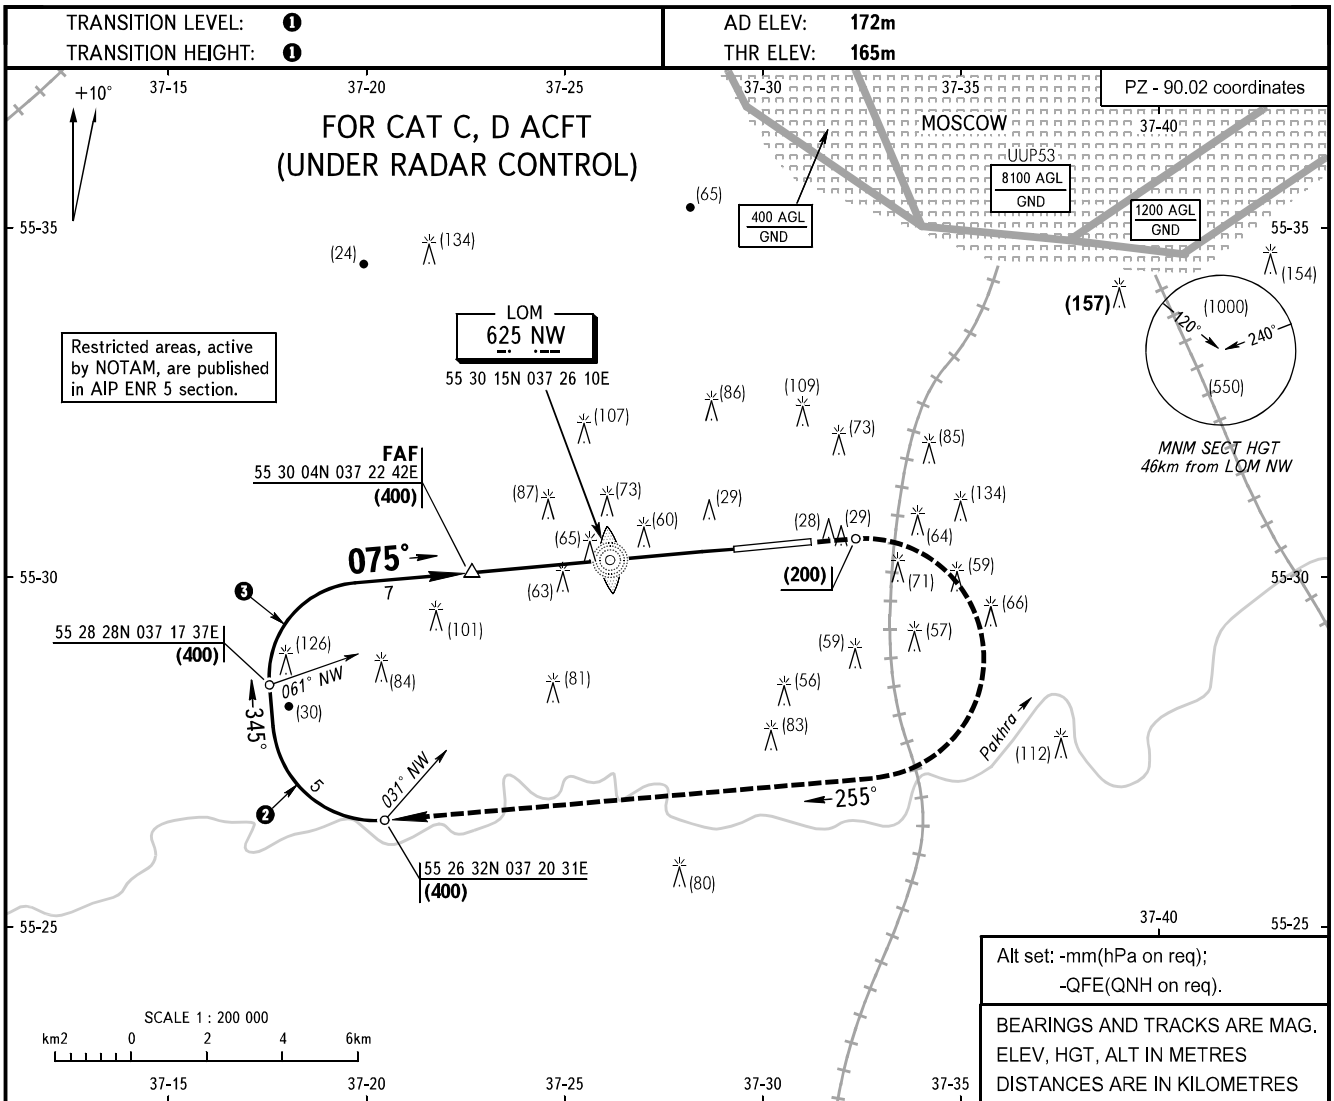 TRANSITION LEVEL: 1
TRANSITION HEIGHT: 1
AD ELEV: 172m
THR ELEV: 165m
37-15
37-20
37-25
37-30
37-35
PZ - 90.02 coordinates
37-40
+10°
FOR CAT C, D ACFT
(UNDER RADAR CONTROL)
MOSCOW
UUP53
8100 AGL
GND
400 AGL
GND
1200 AGL
GND
55-35
55-35
(65)
(134)
(24)
(154)
(157)
(1000)
120°
240°
(550)
MNM SECT HGT
46km from LOM NW
Restricted areas, active
by NOTAM, are published
in AIP ENR 5 section.
LOM
625 NW
55 30 15N 037 26 10E
(107)
(86)
(109)
(73)
(85)
FAF
55 30 04N 037 22 42E
(400)
(87)
(73)
(60)
(65)
(29)
(28)
(29)
(64)
(134)
075°
7
(63)
(200)
(71)
(59)
(66)
55-30
55-30
3
55 28 28N 037 17 37E
(400)
(126)
061° NW
(30)
(101)
(84)
(81)
(59)
(57)
(56)
(83)
345°
Pakhra
(112)
5
2
031° NW
255°
55 26 32N 037 20 31E
(400)
(80)
55-25
37-40
55-25
Alt set: -mm(hPa on req);
-QFE(QNH on req).
BEARINGS AND TRACKS ARE MAG.
ELEV, HGT, ALT IN METRES
DISTANCES ARE IN KILOMETRES
SCALE 1 : 200 000
km2 0 2 4 6km
37-15
37-20
37-25
37-30
37-35